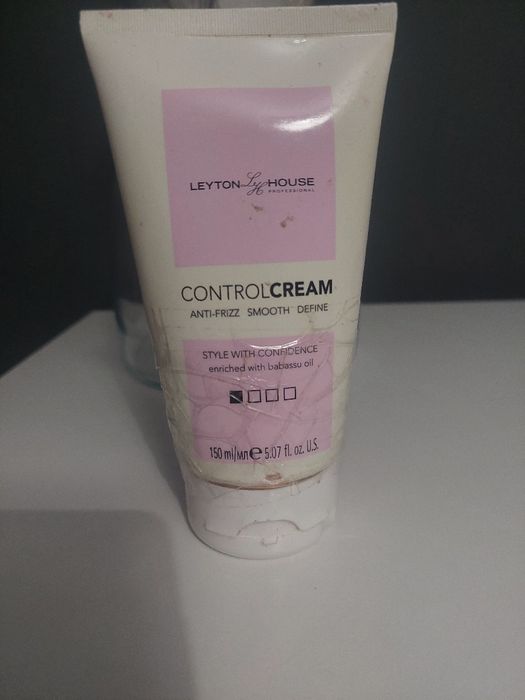 LEYTON LH HOUSE
PROFESSIONAL
CONTROLCREAM
ANTI-FRIZZ SMOOTH DEFINE
STYLE WITH CONFIDENCE
enriched with babassu oil
150 ml/мл℮ 5.07 fl. oz. U.S.